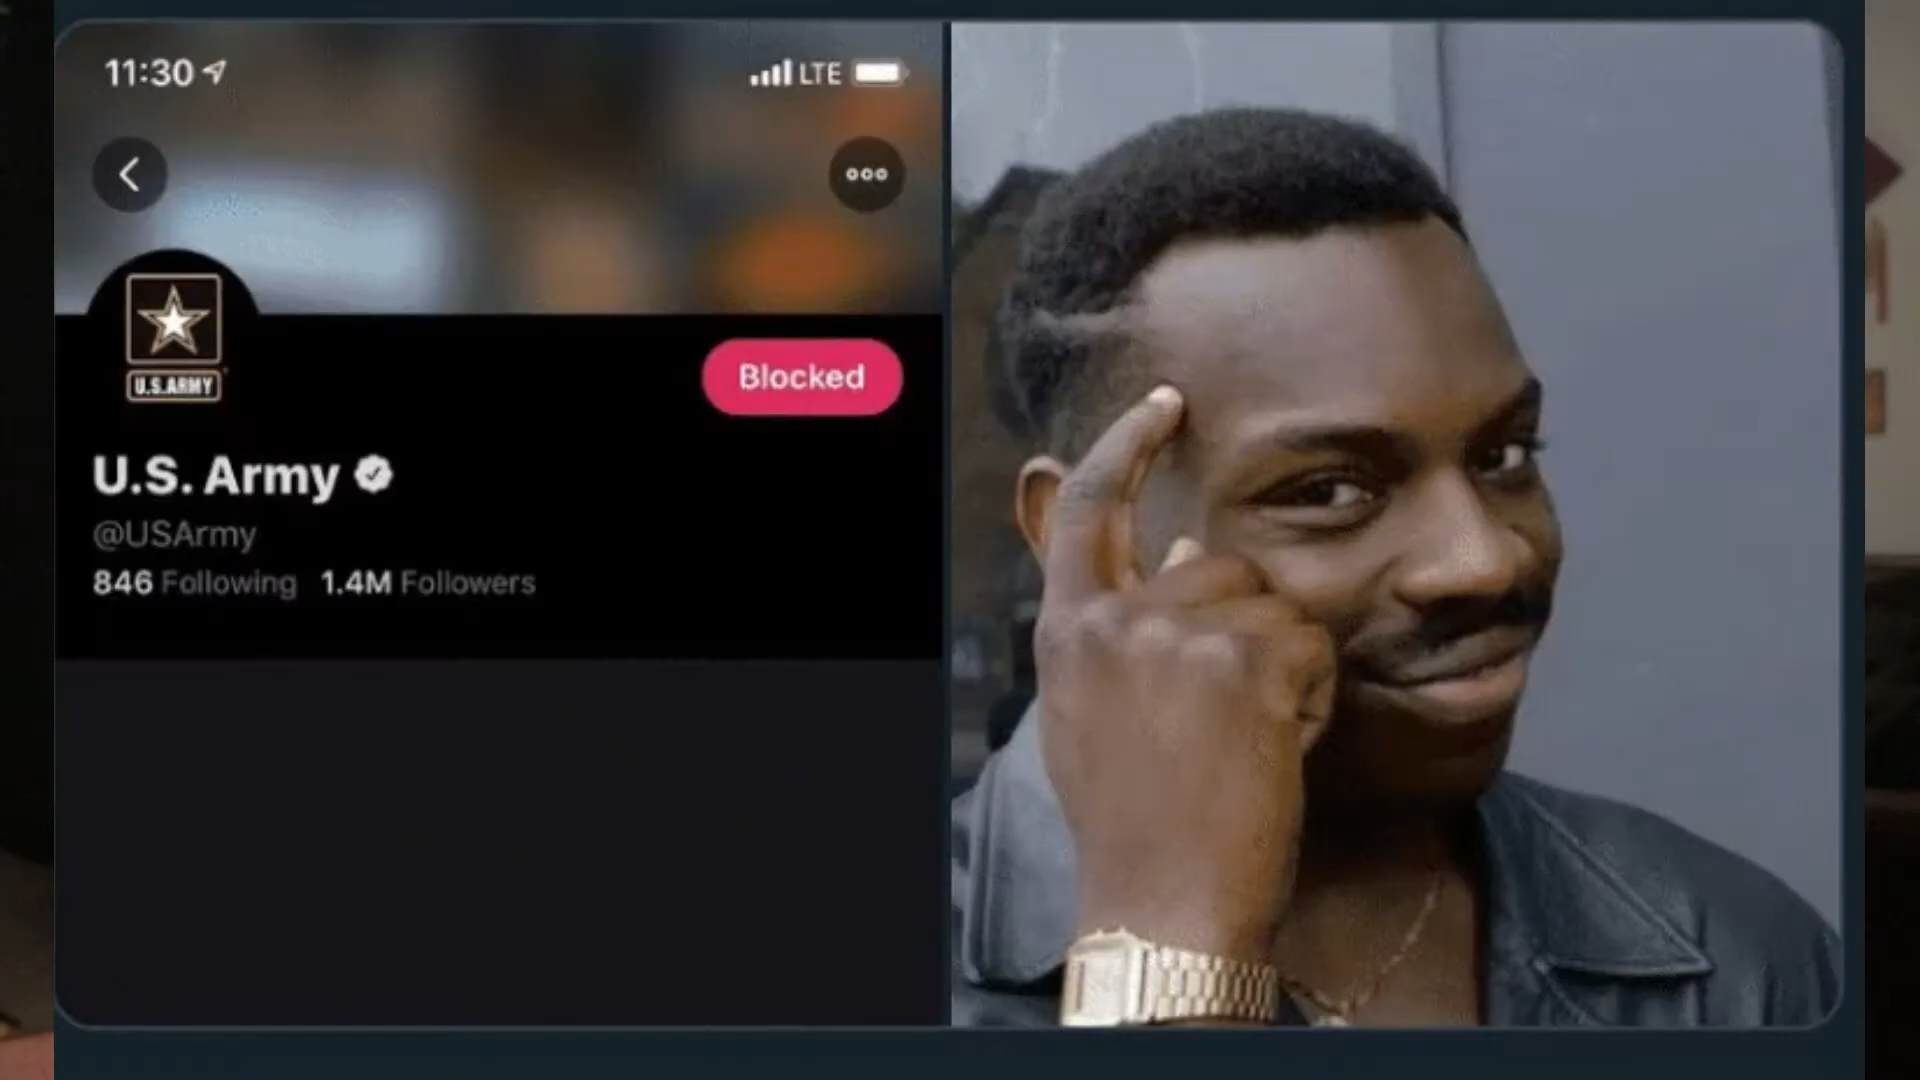 11:30
LTE
U.S.ARMY
Blocked
U.S. Army
@USArmy
846 Following 1.4M Followers